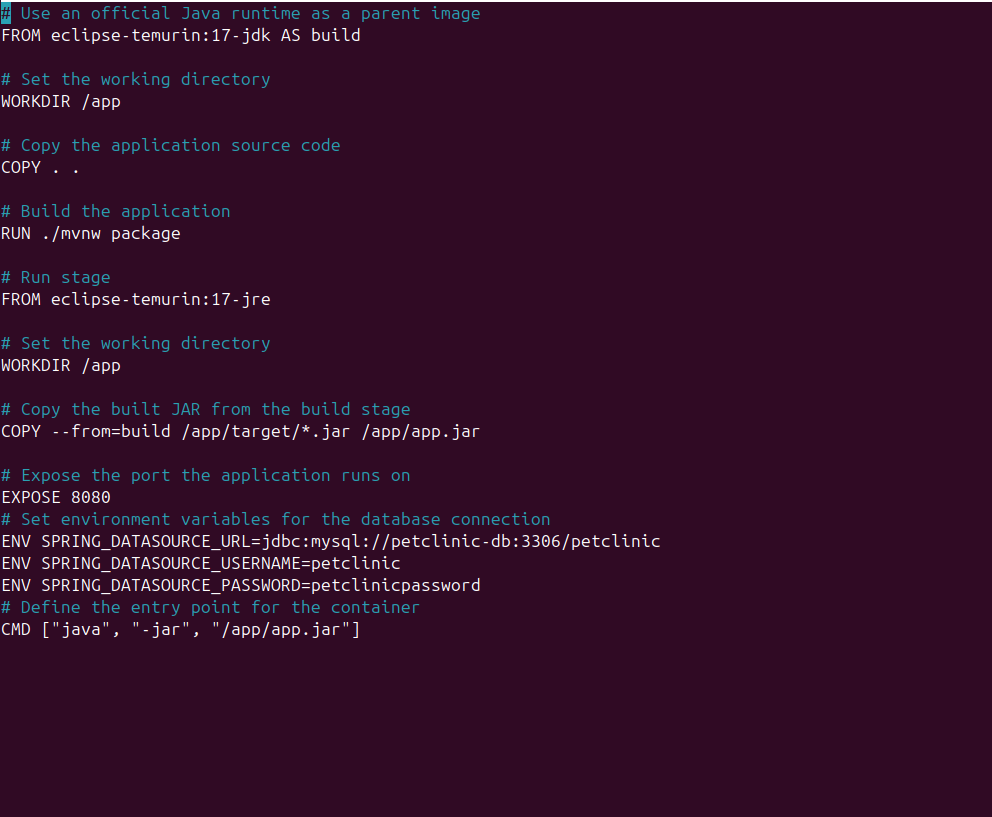 # Use an official Java runtime as a parent image
FROM eclipse-temurin:17-jdk AS build
# Set the working directory
WORKDIR /app
# Copy the application source code
COPY . .
# Build the application
RUN ./mvnw package
# Run stage
FROM eclipse-temurin:17-jre
# Set the working directory
WORKDIR /app
# Copy the built JAR from the build stage
COPY --from=build /app/target/*.jar /app/app.jar
# Expose the port the application runs on
EXPOSE 8080
# Set environment variables for the database connection
ENV SPRING_DATASOURCE_URL=jdbc:mysql://petclinic-db:3306/petclinic
ENV SPRING_DATASOURCE_USERNAME=petclinic
ENV SPRING_DATASOURCE_PASSWORD=petclinicpassword
# Define the entry point for the container
CMD ["java", "-jar", "/app/app.jar"]